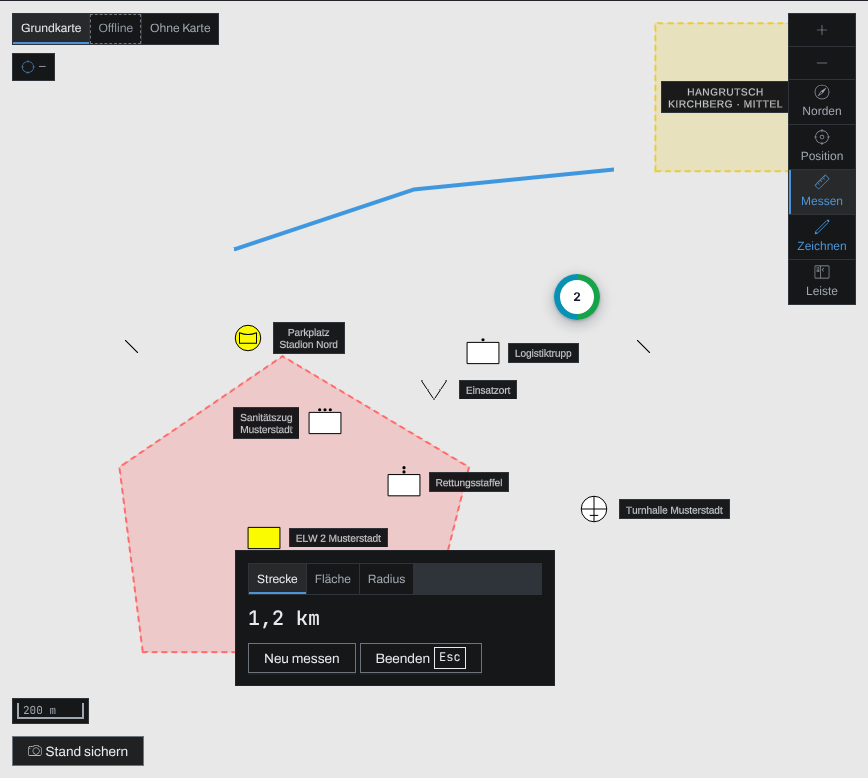 Grundkarte Offline Ohne Karte
–
HANGRUTSCH
KIRCHBERG · MITTEL
+
–
Norden
Position
Messen
Zeichnen
Leiste
2
Parkplatz
Stadion Nord
Logistiktrupp
Einsatzort
Sanitätszug
Musterstadt
Rettungsstaffel
Turnhalle Musterstadt
ELW 2 Musterstadt
Strecke Fläche Radius
1,2 km
Neu messen Beenden Esc
200 m
Stand sichern